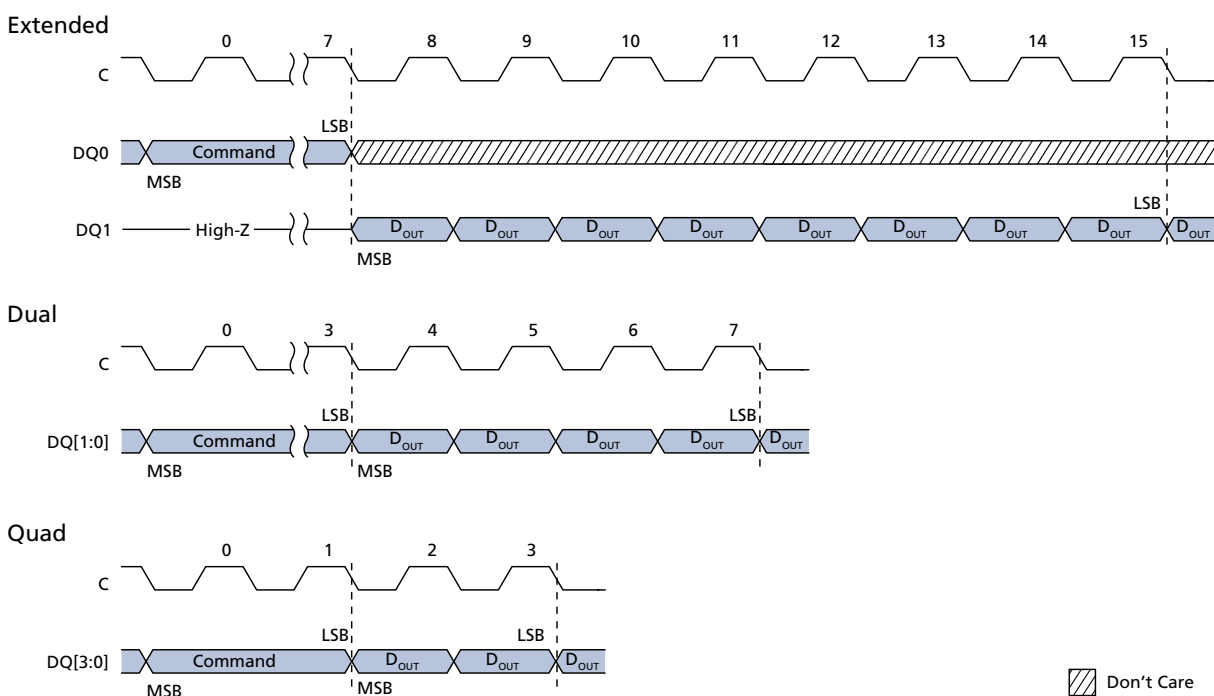 Extended
0 7 8 9 10 11 12 13 14 15
C
LSB
DQ0 Command
MSB
LSB
DQ1 High-Z DOUT DOUT DOUT DOUT DOUT DOUT DOUT DOUT DOUT
MSB
Dual
0 3 4 5 6 7
C
LSB LSB
DQ[1:0] Command DOUT DOUT DOUT DOUT DOUT
MSB MSB
Quad
0 1 2 3
C
LSB LSB
DQ[3:0] Command DOUT DOUT DOUT
MSB MSB
Don't Care